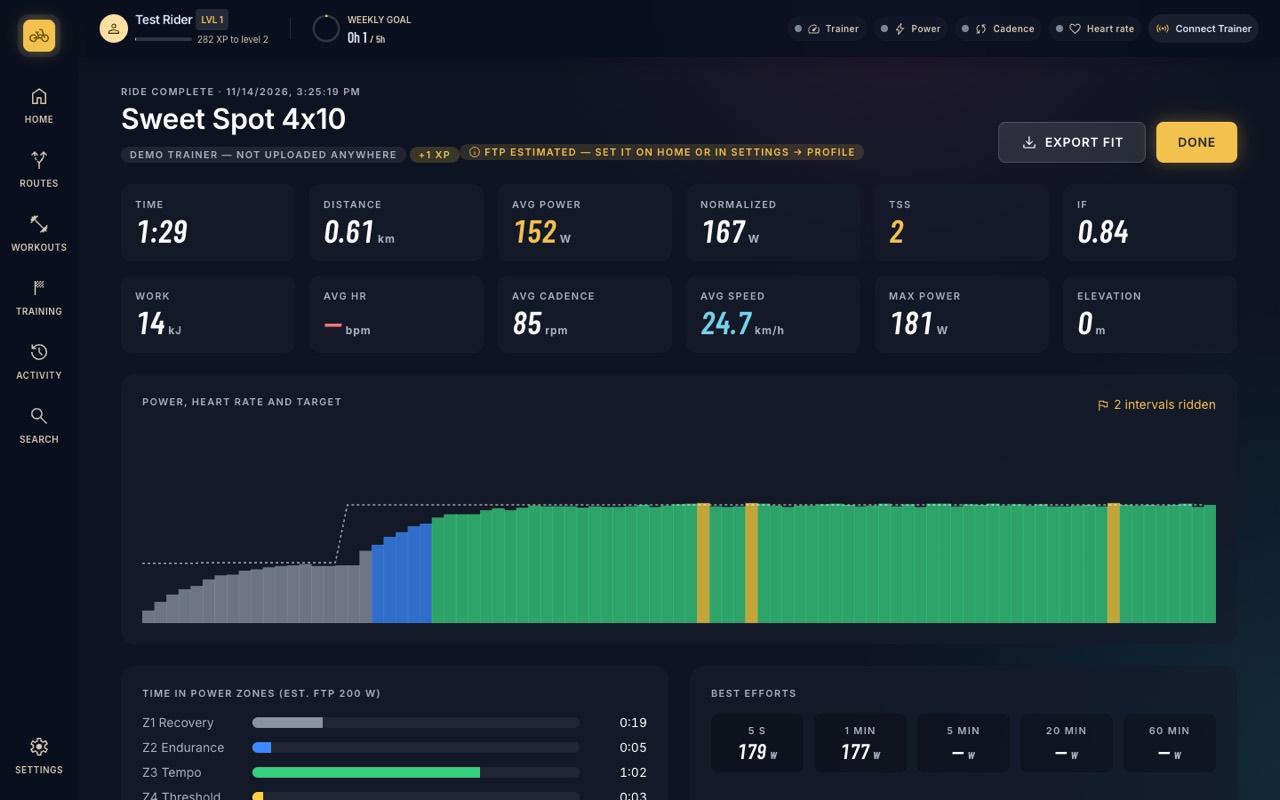 Test Rider LVL 1
282 XP to level 2
WEEKLY GOAL
0h 1 / 5h
Trainer
Power
Cadence
Heart rate
Connect Trainer
HOME
ROUTES
WORKOUTS
TRAINING
ACTIVITY
SEARCH
SETTINGS
RIDE COMPLETE · 11/14/2026, 3:25:19 PM
Sweet Spot 4x10
DEMO TRAINER — NOT UPLOADED ANYWHERE +1 XP FTP ESTIMATED — SET IT ON HOME OR IN SETTINGS → PROFILE
EXPORT FIT
DONE
TIME
1:29
DISTANCE
0.61 km
AVG POWER
152 W
NORMALIZED
167 W
TSS
2
IF
0.84
WORK
14 kJ
AVG HR
— bpm
AVG CADENCE
85 rpm
AVG SPEED
24.7 km/h
MAX POWER
181 W
ELEVATION
0 m
POWER, HEART RATE AND TARGET
2 intervals ridden
TIME IN POWER ZONES (EST. FTP 200 W)
Z1 Recovery 0:19
Z2 Endurance 0:05
Z3 Tempo 1:02
Z4 Threshold 0:03
BEST EFFORTS
5 S
179 W
1 MIN
177 W
5 MIN
— W
20 MIN
— W
60 MIN
— W